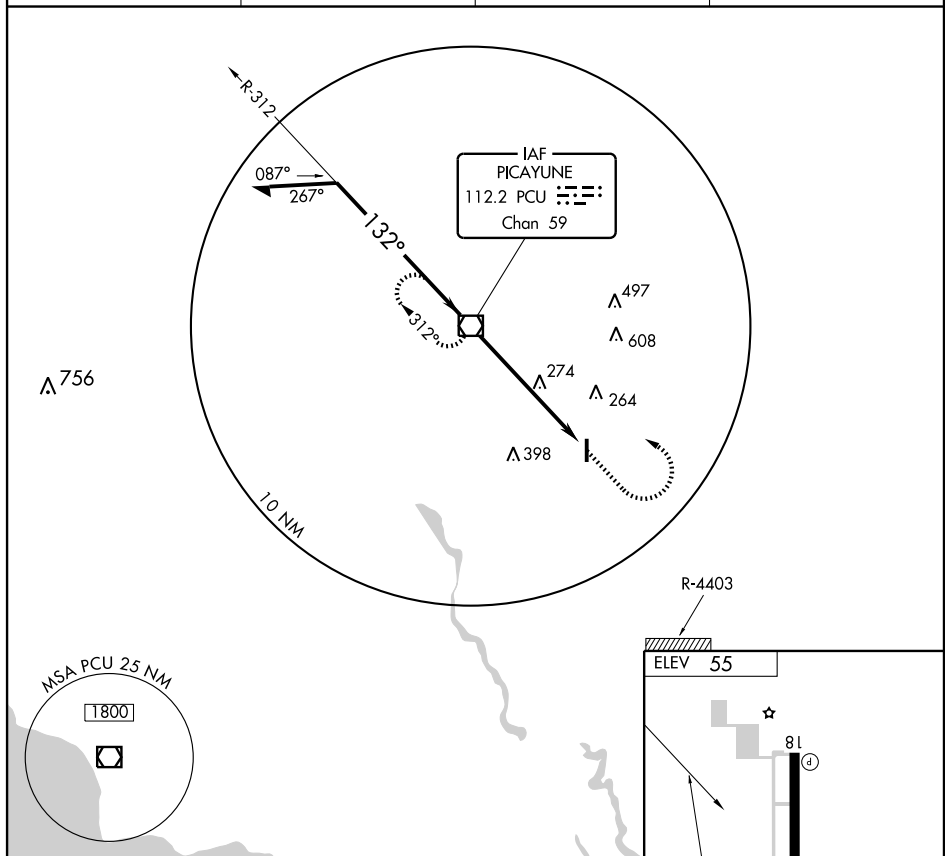 R-312
IAF
PICAYUNE
112.2 PCU
Chan 59
087°
267°
132°
312°
497
608
274
264
756
398
10 NM
R-4403
MSA PCU 25 NM
1800
ELEV 55
18
P